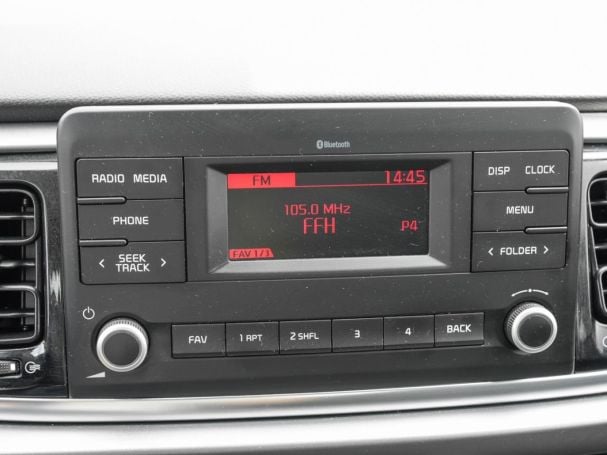 Bluetooth
RADIO MEDIA
PHONE
SEEK
TRACK
FM 14:45
105.0 MHz
FFH P4
FAV 1/3
DISP CLOCK
MENU
FOLDER
FAV 1 RPT 2 SHFL 3 4 BACK